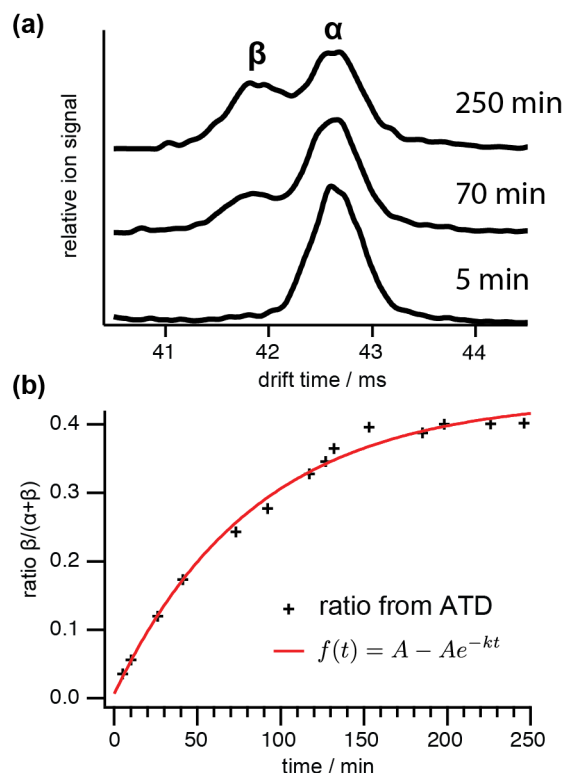 (a)
β
α
250 min
70 min
5 min
relative ion signal
41
42
43
44
drift time / ms
(b)
0.4
0.3
0.2
0.1
0.0
ratio β/(α+β)
+ ratio from ATD
f(t) = A − Ae^{−kt}
0
50
100
150
200
250
time / min